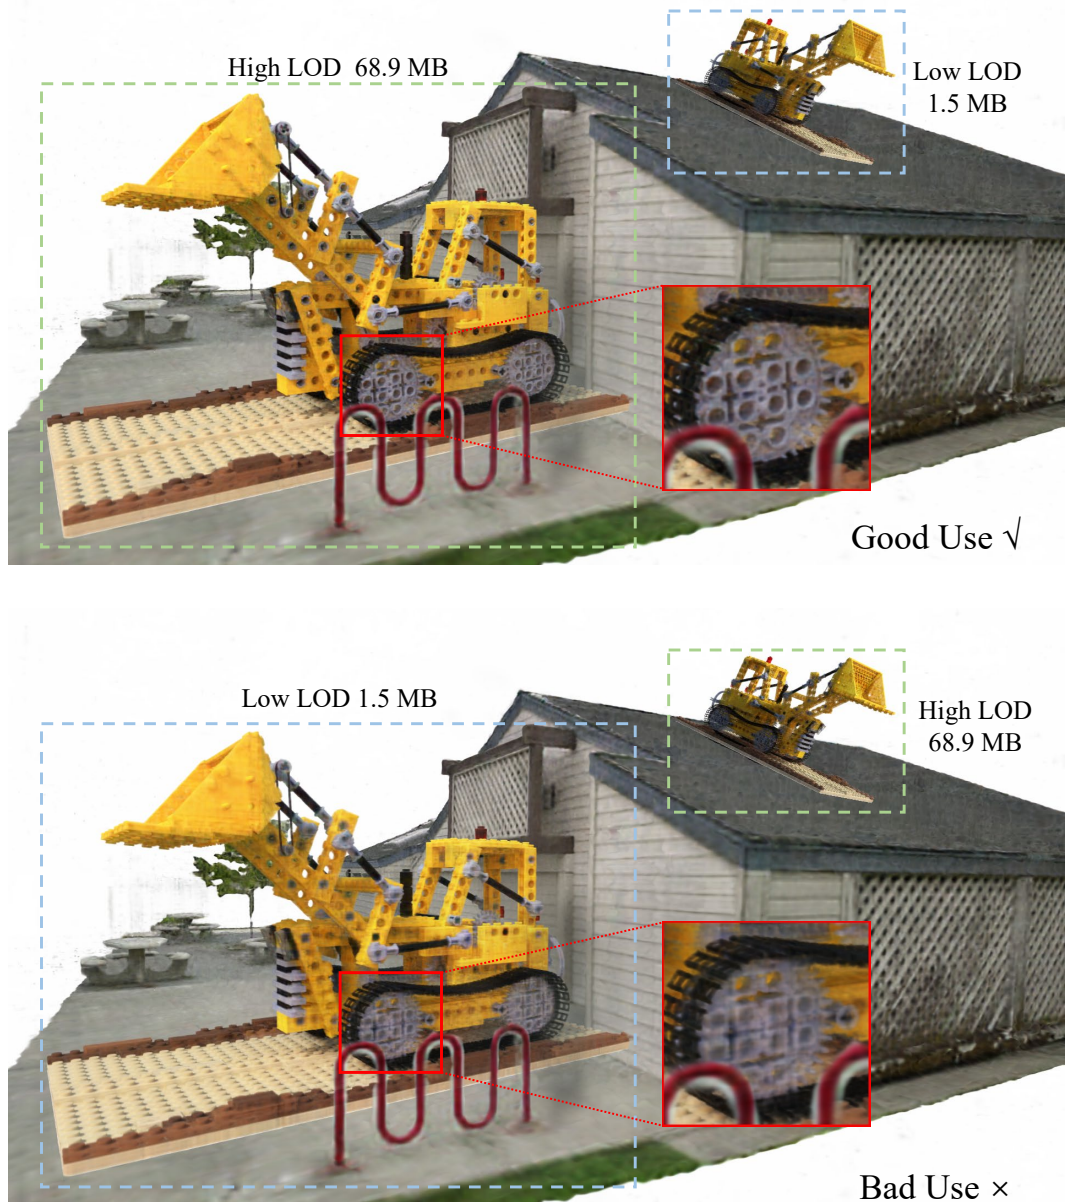 High LOD 68.9 MB
Low LOD
1.5 MB
Good Use √
Low LOD 1.5 MB
High LOD
68.9 MB
Bad Use ×